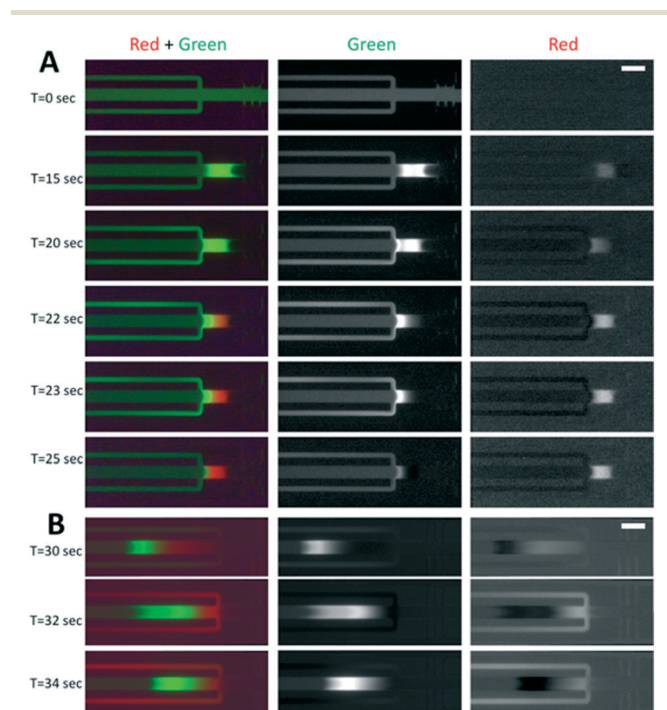 Red + Green Green Red
A
T=0 sec
T=15 sec
T=20 sec
T=22 sec
T=23 sec
T=25 sec
B
T=30 sec
T=32 sec
T=34 sec